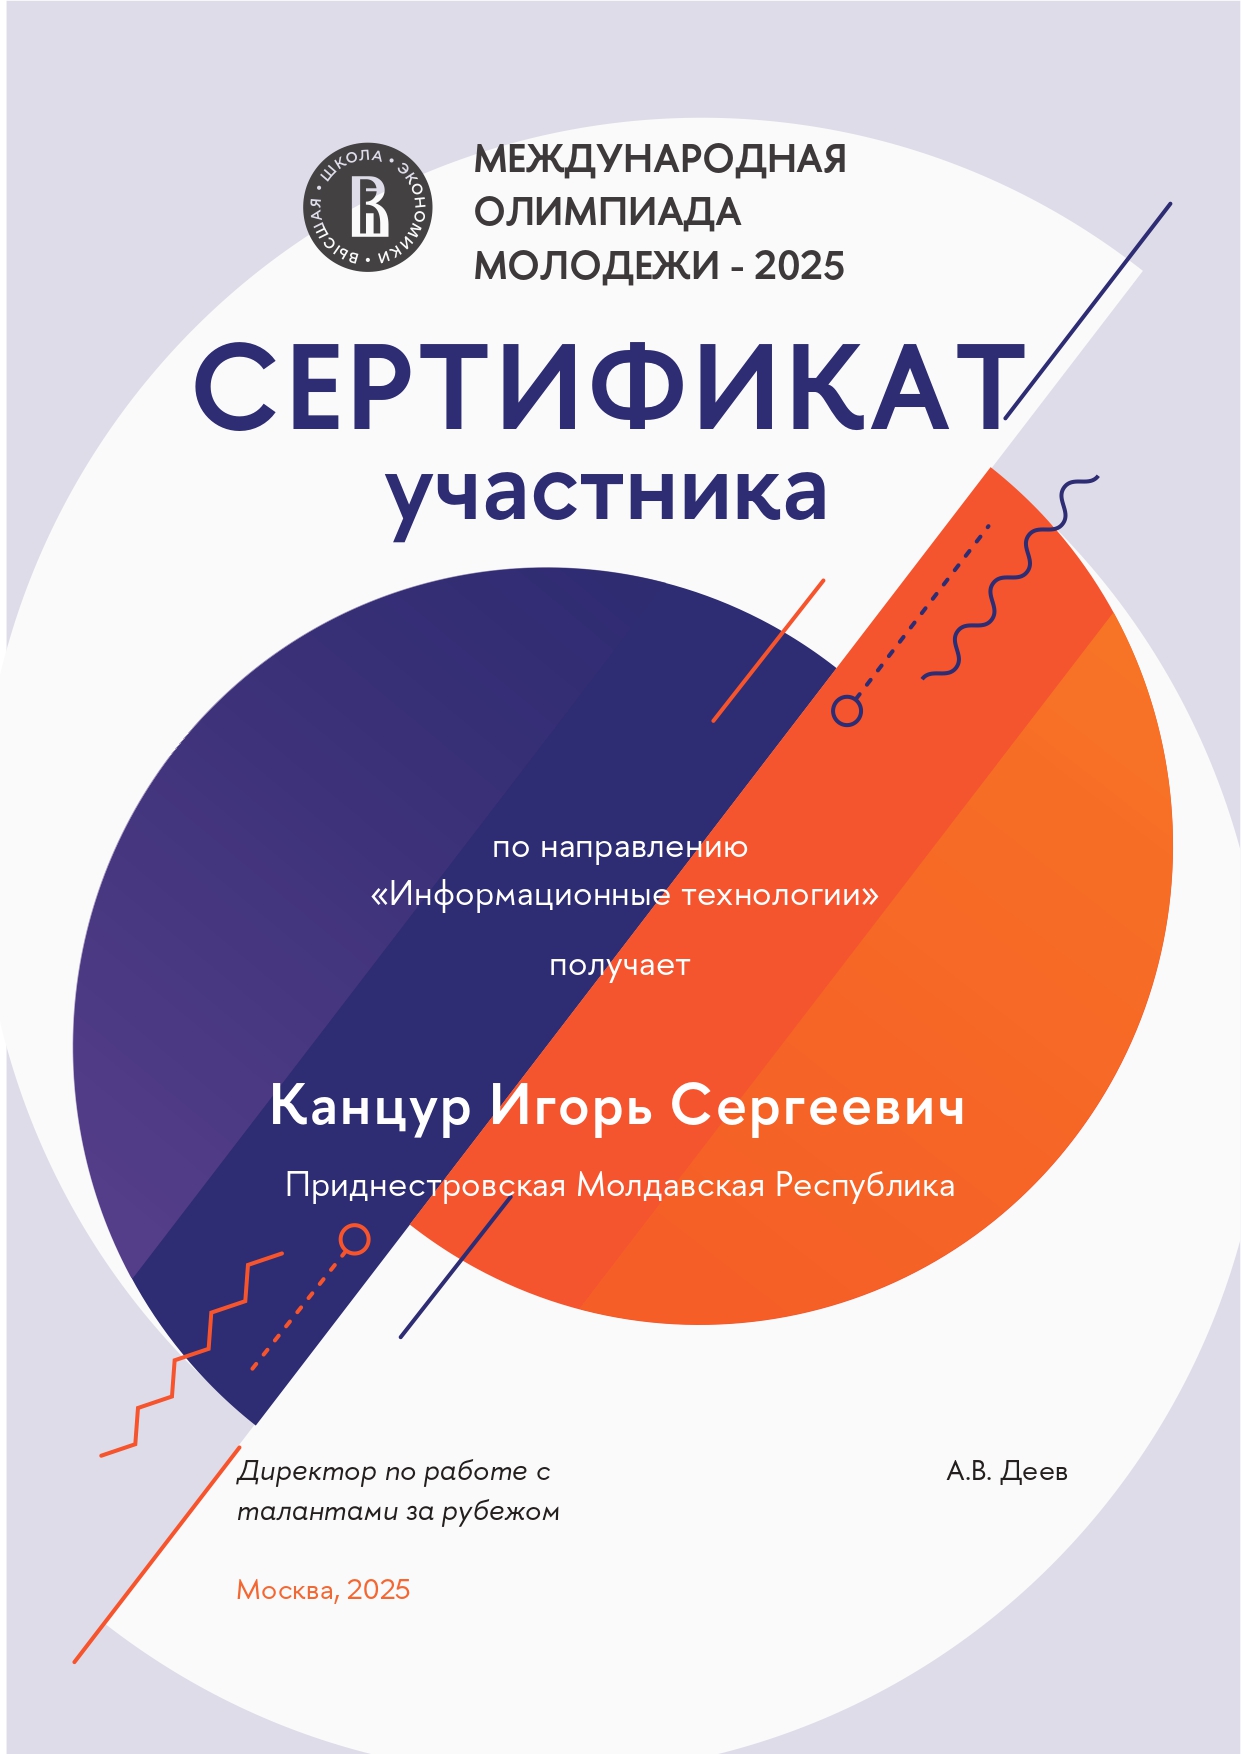 ВЫСШАЯ • ШКОЛА • ЭКОНОМИКИ •
МЕЖДУНАРОДНАЯ
ОЛИМПИАДА
МОЛОДЕЖИ - 2025
СЕРТИФИКАТ
участника
по направлению
«Информационные технологии»
получает
Канцур Игорь Сергеевич
Приднестровская Молдавская Республика
Директор по работе с
талантами за рубежом
А.В. Деев
Москва, 2025